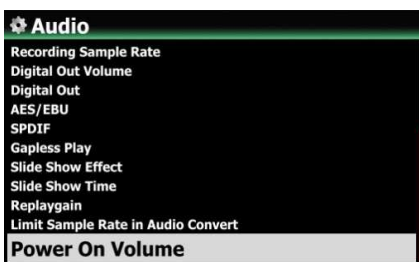 Audio
Recording Sample Rate
Digital Out Volume
Digital Out
AES/EBU
SPDIF
Gapless Play
Slide Show Effect
Slide Show Time
Replaygain
Limit Sample Rate in Audio Convert
Power On Volume